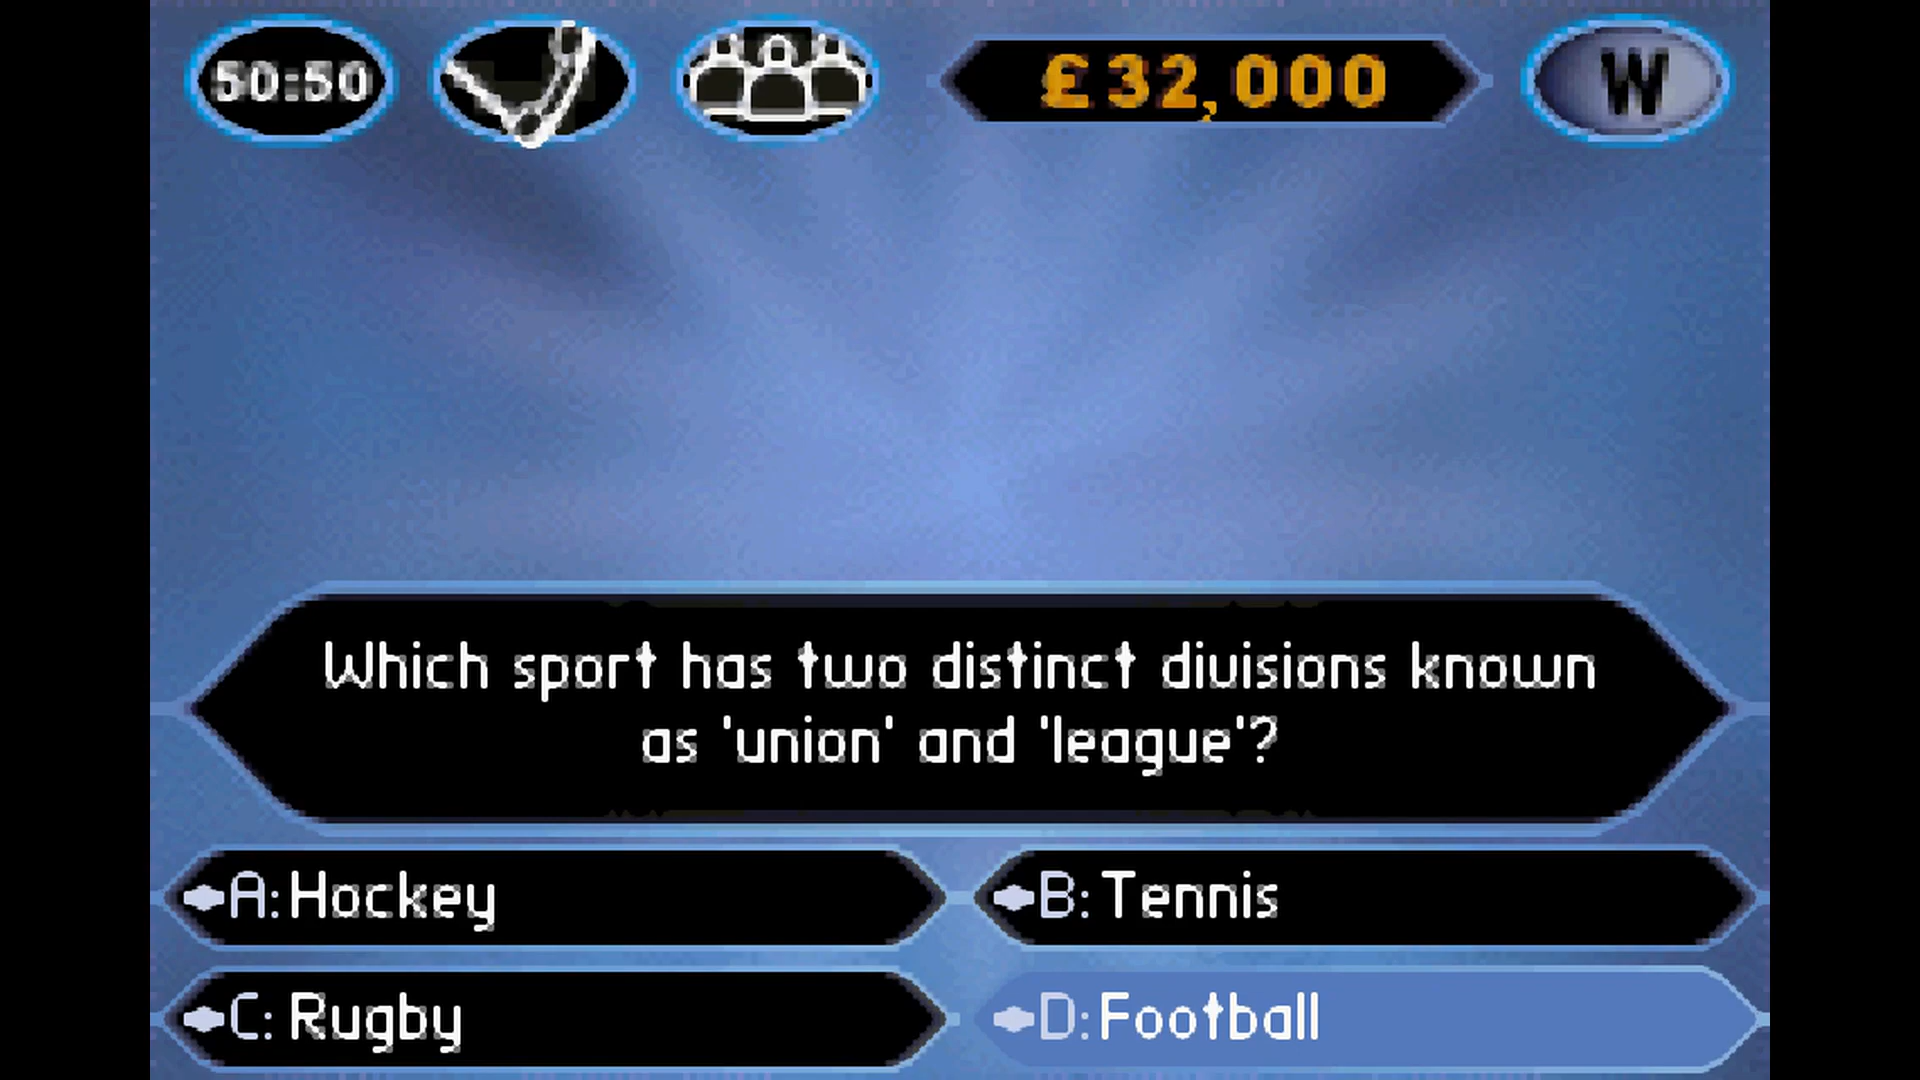 50:50
£32,000
W
Which sport has two distinct divisions known
as 'union' and 'league'?
A: Hockey
B: Tennis
C: Rugby
D: Football